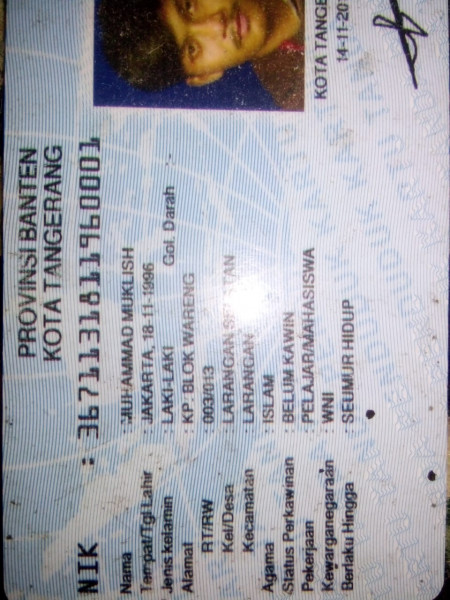 PROVINSI BANTEN
KOTA TANGERANG
NIK : 3671131811960001
Nama : MUHAMMAD MUKLISH
Tempat/Tgl Lahir : JAKARTA, 18-11-1996
Jenis kelamin : LAKI-LAKI Gol. Darah : -
Alamat : KP. BLOK WARENG
RT/RW : 003/013
Kel/Desa : LARANGAN SELATAN
Kecamatan : LARANGAN
Agama : ISLAM
Status Perkawinan : BELUM KAWIN
Pekerjaan : PELAJAR/MAHASISWA
Kewarganegaraan : WNI
Berlaku Hingga : SEUMUR HIDUP
KOTA TANGE
14-11-20